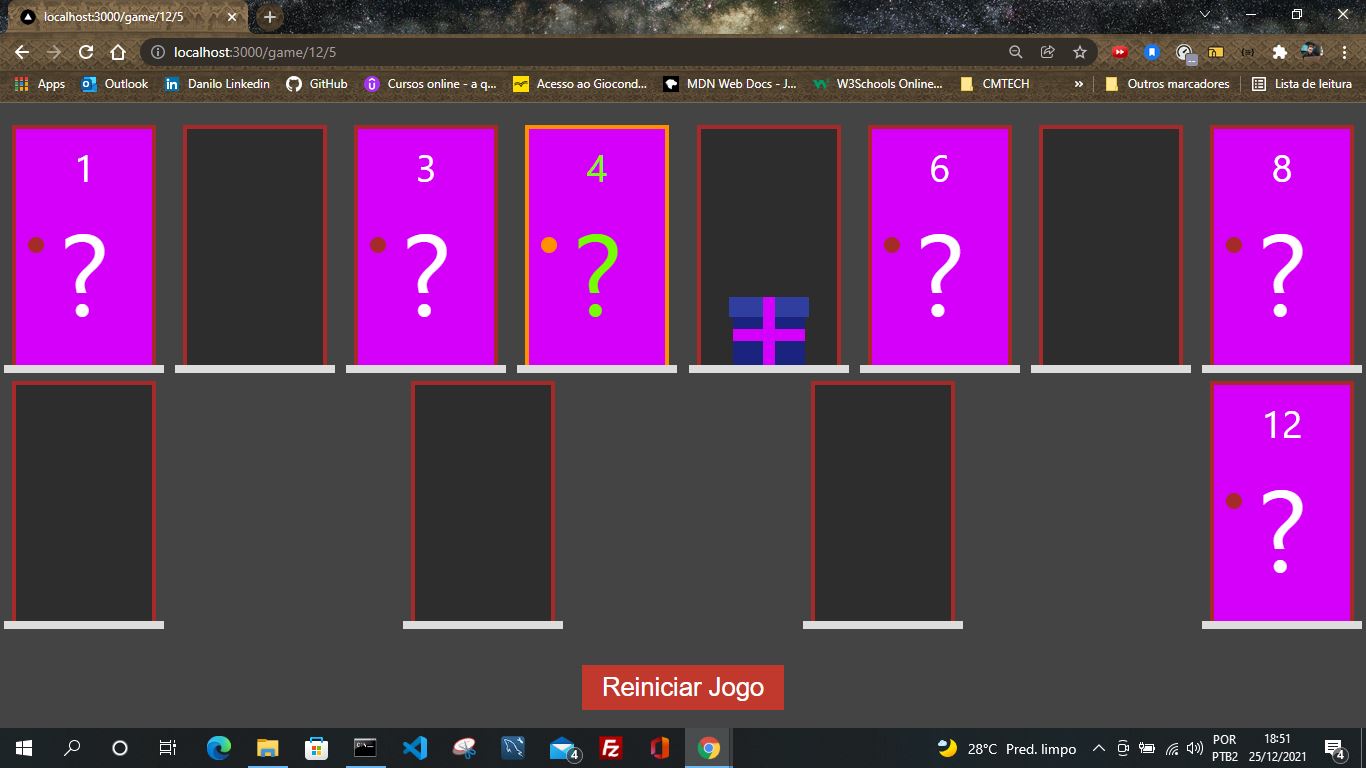 localhost:3000/game/12/5
localhost:3000/game/12/5
Apps Outlook Danilo Linkedin GitHub Cursos online - a q... Acesso ao Giocond... MDN Web Docs - J... W3Schools Online... CMTECH » Outros marcadores Lista de leitura
1 3 4 6 8
? ? ? ? ?
12
?
Reiniciar Jogo
28°C Pred. limpo
POR
PTB2
18:51
25/12/2021
4
4